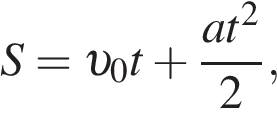 S = υ₀t + at²/2,